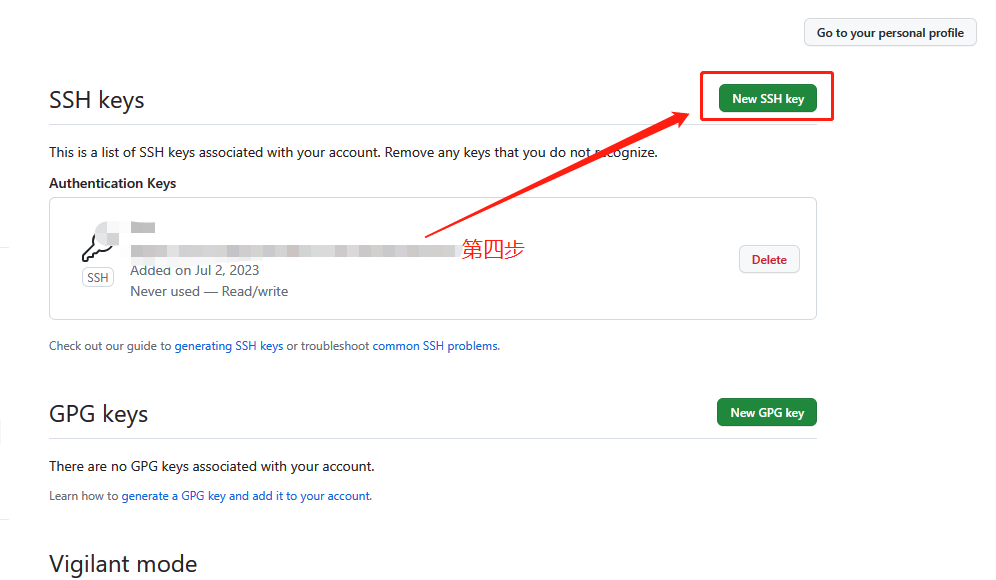 Go to your personal profile
SSH keys
New SSH key
This is a list of SSH keys associated with your account. Remove any keys that you do not recognize.
Authentication Keys
第四步
SSH
Added on Jul 2, 2023
Never used — Read/write
Delete
Check out our guide to generating SSH keys or troubleshoot common SSH problems.
GPG keys
New GPG key
There are no GPG keys associated with your account.
Learn how to generate a GPG key and add it to your account.
Vigilant mode